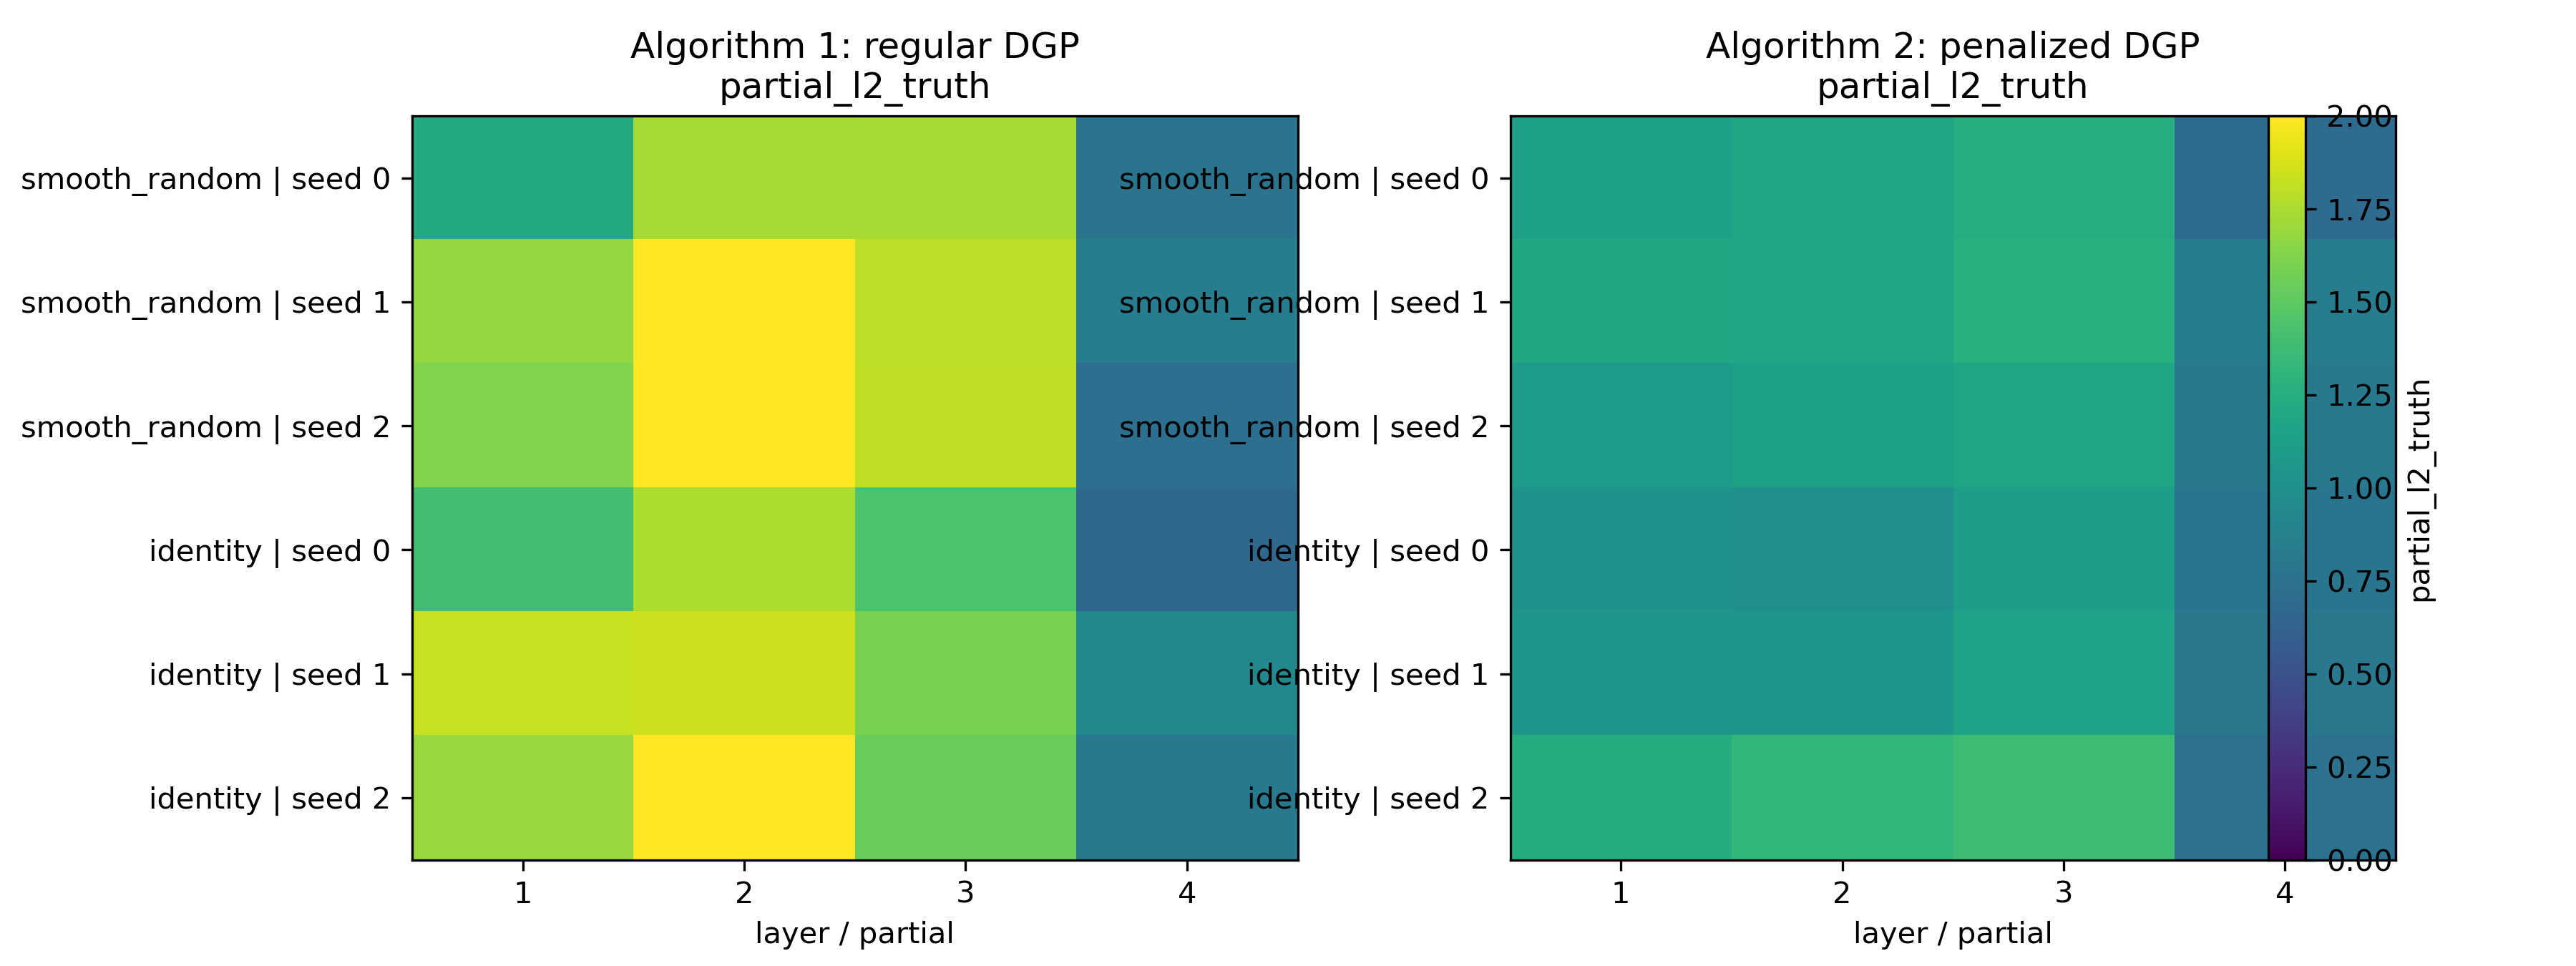 Algorithm 1: regular DGP
partial_l2_truth
smooth_random | seed 0
smooth_random | seed 1
smooth_random | seed 2
identity | seed 0
identity | seed 1
identity | seed 2
1 2 3 4
layer / partial
Algorithm 2: penalized DGP
partial_l2_truth
smooth_random | seed 0
smooth_random | seed 1
smooth_random | seed 2
identity | seed 0
identity | seed 1
identity | seed 2
1 2 3 4
layer / partial
2.00
1.75
1.50
1.25
1.00
0.75
0.50
0.25
0.00
partial_l2_truth